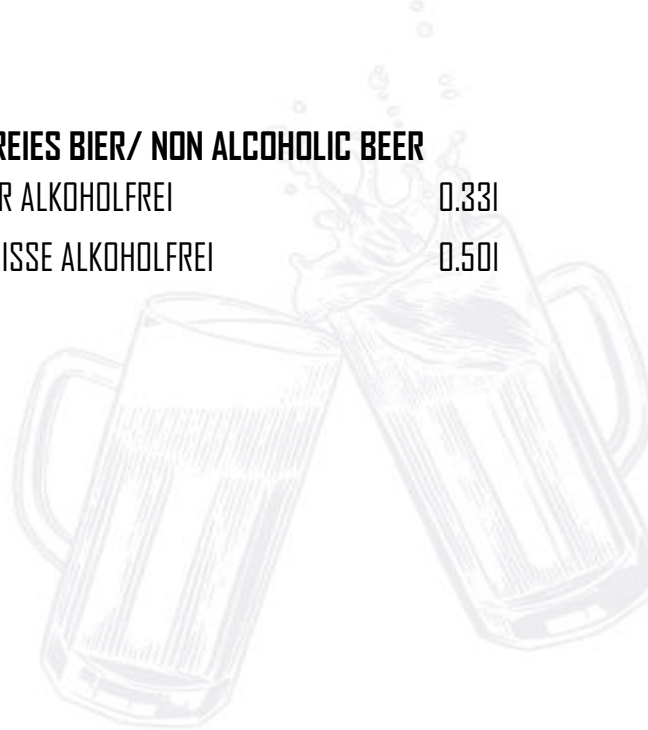 REIES BIER/ NON ALCOHOLIC BEER
R ALKOHOLFREI 0.33l
ISSE ALKOHOLFREI 0.50l